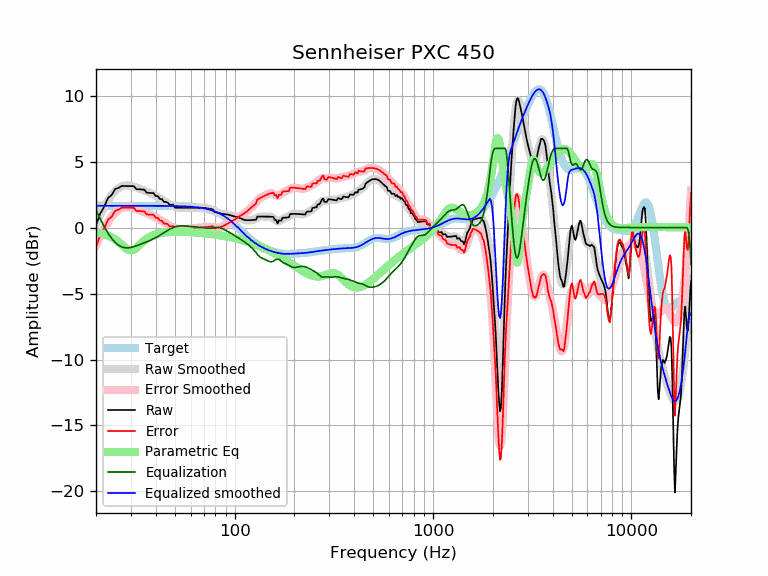 Sennheiser PXC 450
Amplitude (dBr)
10
5
0
−5
−10
−15
−20
Target
Raw Smoothed
Error Smoothed
Raw
Error
Parametric Eq
Equalization
Equalized smoothed
100
1000
10000
Frequency (Hz)